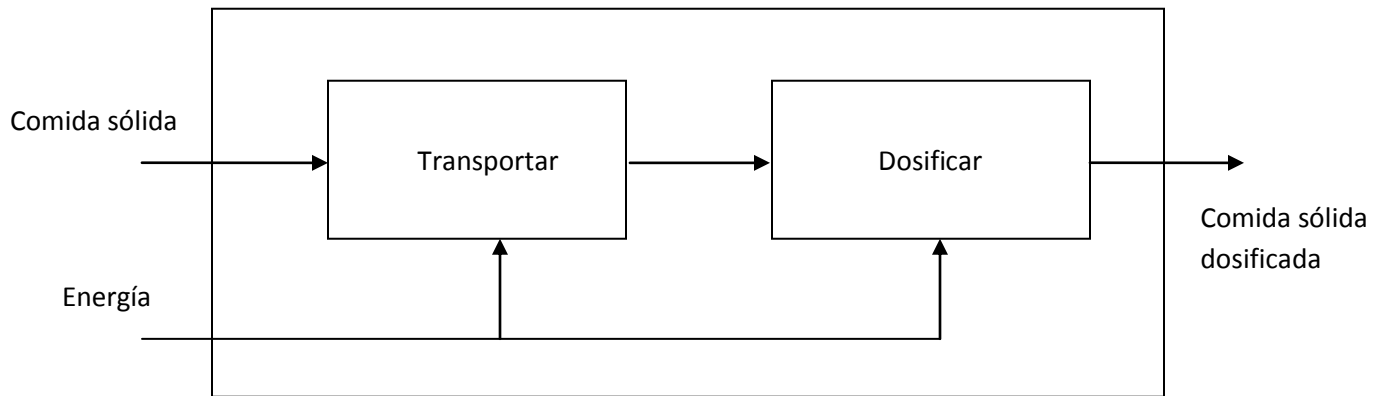 Comida sólida
Transportar
Dosificar
Comida sólida
dosificada
Energía